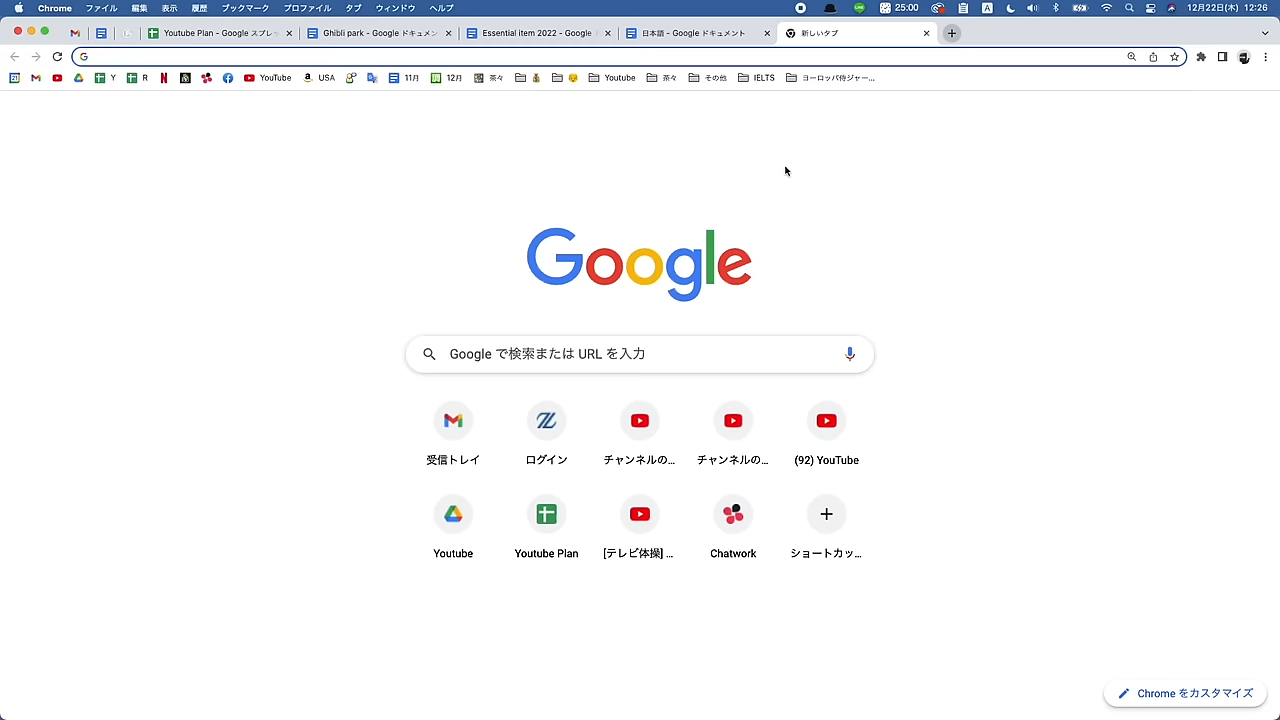 Chrome ファイル 編集 表示 履歴 ブックマーク プロファイル タブ ウィンドウ ヘルプ LINE 25:00 A 12月22日(木) 12:26
Youtube Plan - Google スプレッ Ghibli park - Google ドキュメン Essential item 2022 - Google 日本語 - Google ドキュメント 新しいタブ
Y R YouTube USA 11月 12月 茶々 Youtube 茶々 その他 IELTS ヨーロッパ侍ジャー...
Google
Google で検索または URL を入力
受信トレイ ログイン チャンネルの... チャンネルの... (92) YouTube
Youtube Youtube Plan [テレビ体操] ... Chatwork ショートカッ...
Chrome をカスタマイズ